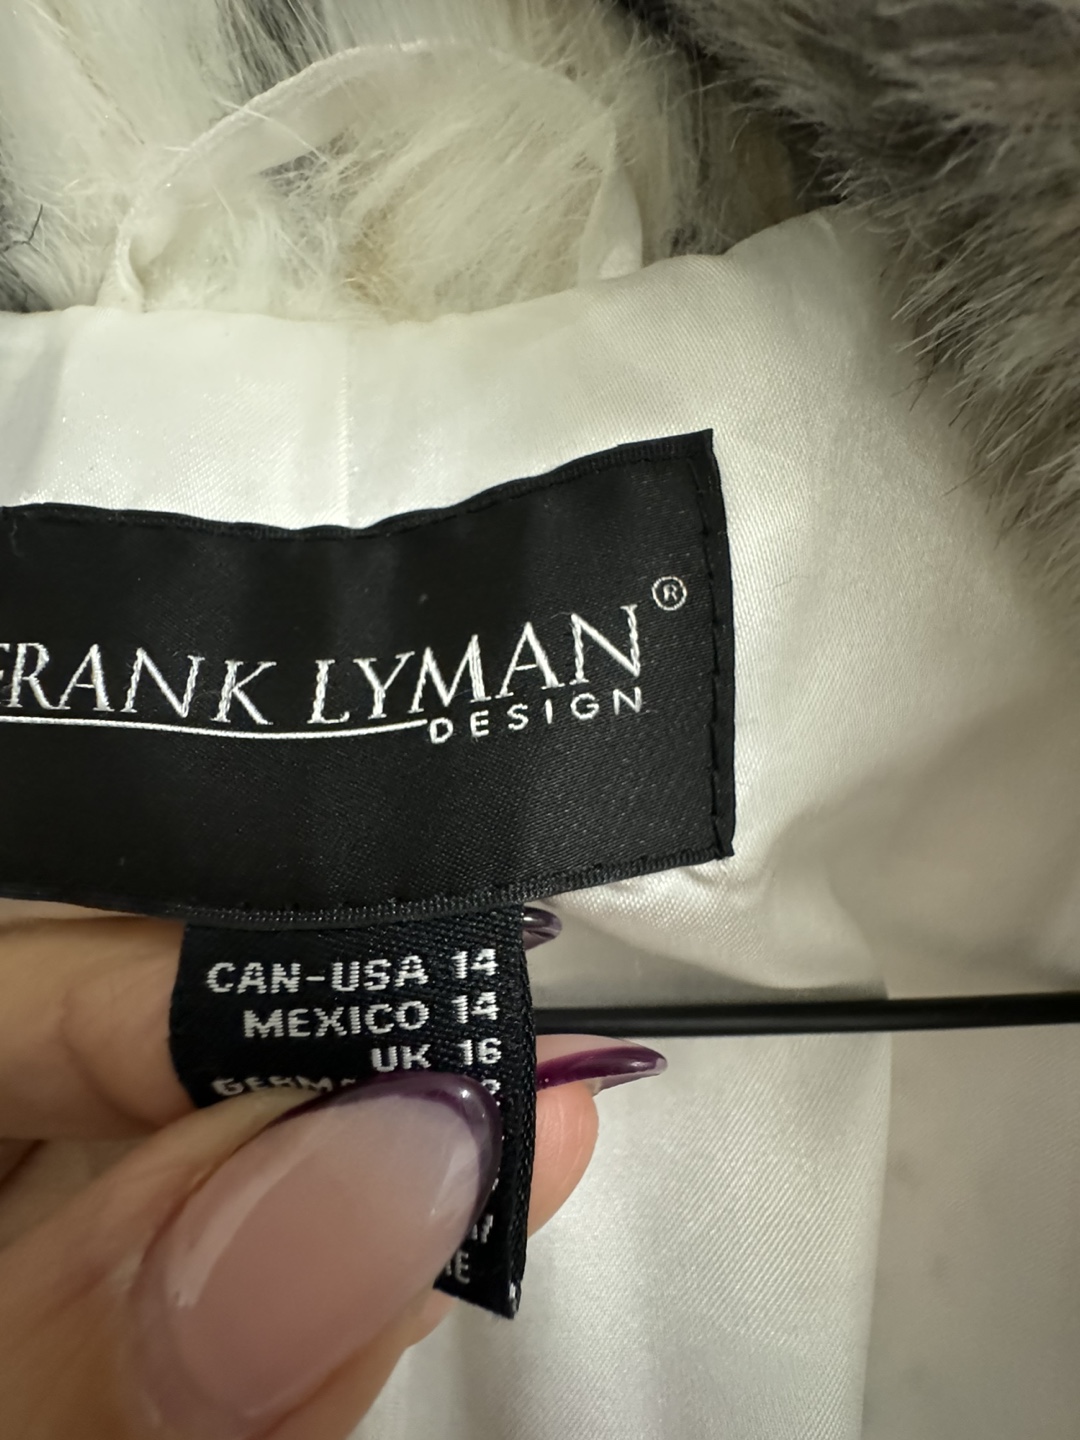 FRANK LYMAN®
DESIGN
CAN-USA 14
MEXICO 14
UK 16